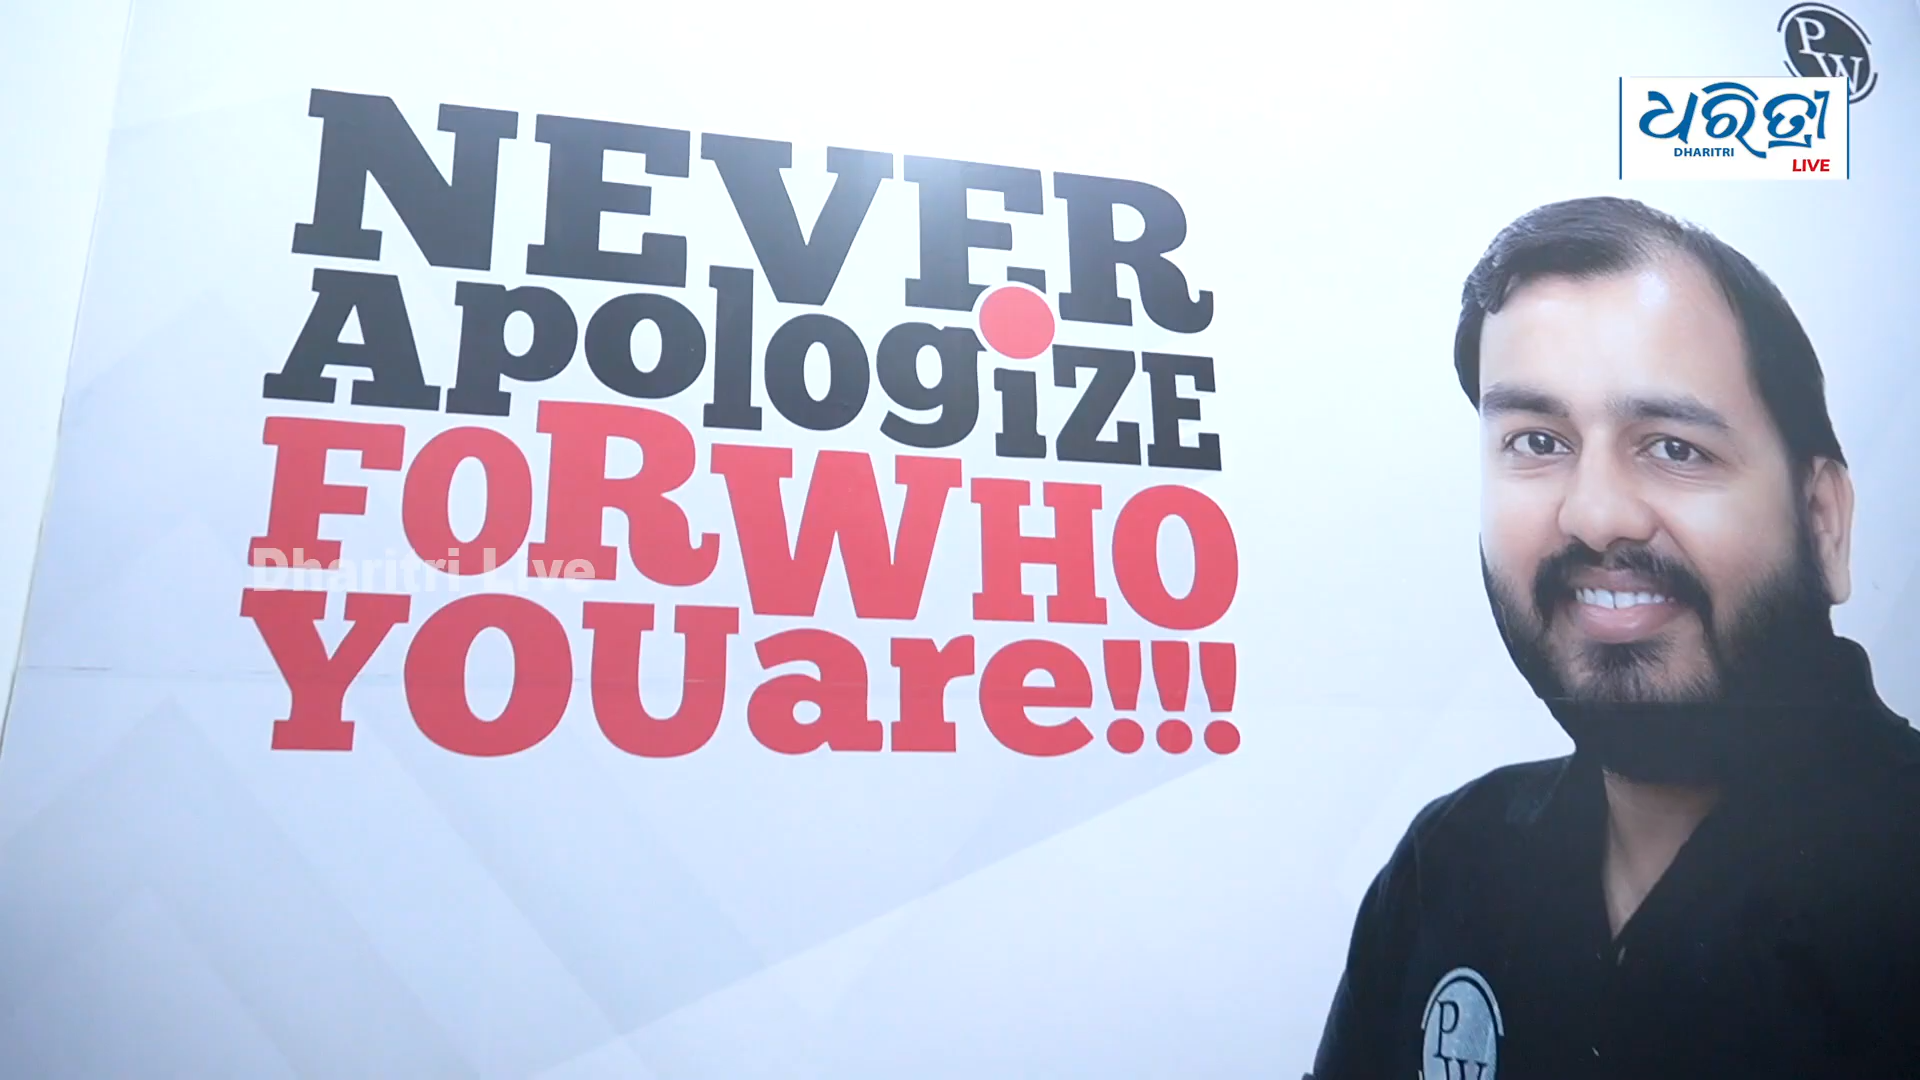 PW
ଧରିତ୍ରୀ
DHARITRI
LIVE
NEVER
ApologiZE
FoRWHO
YOUare!!!
Dharitri Live
PW